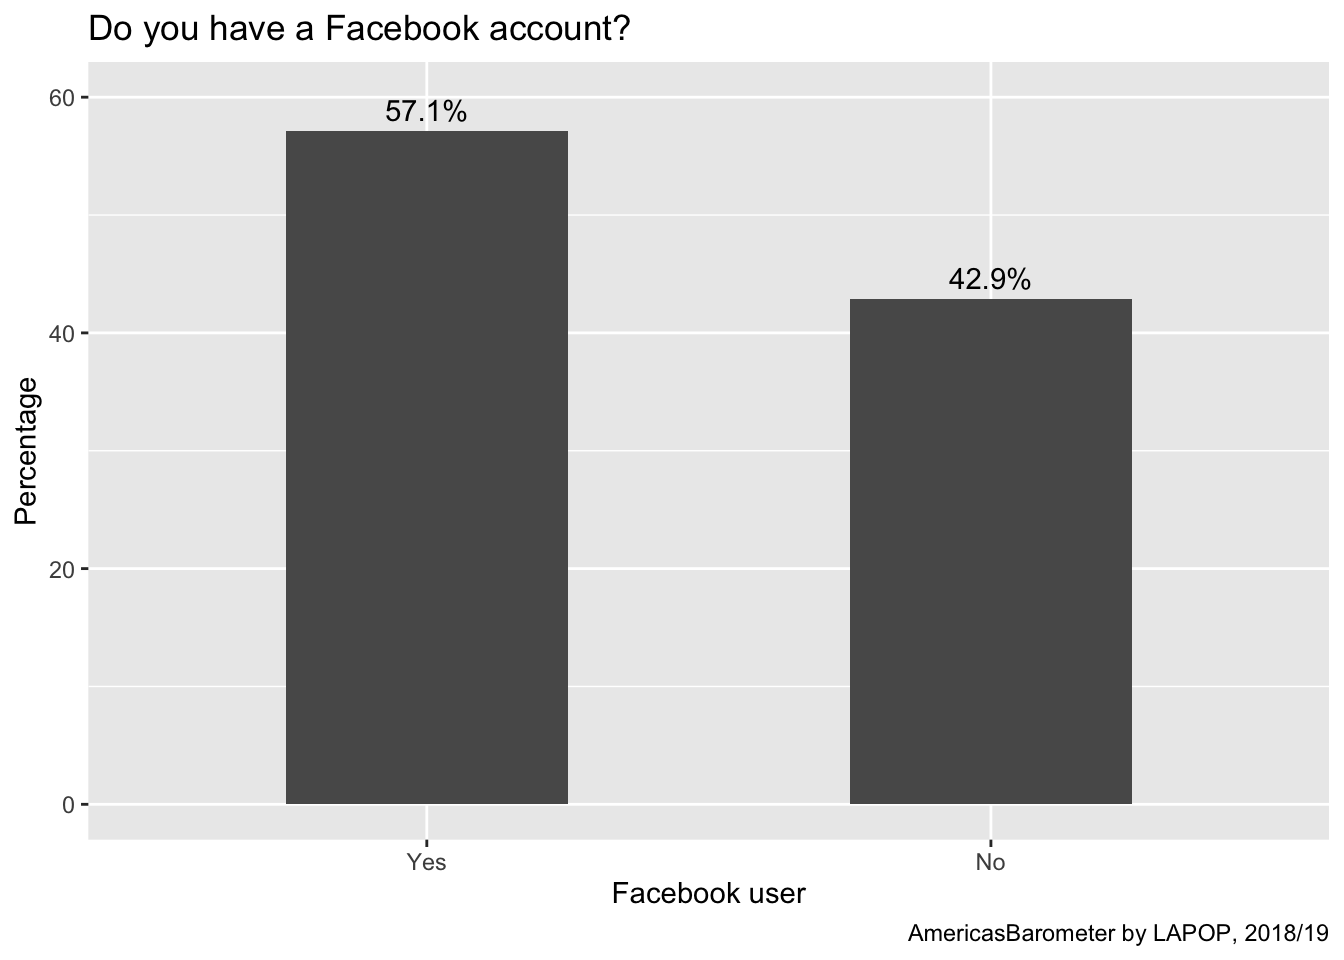 Do you have a Facebook account?
60
57.1%
42.9%
40
20
0
Percentage
Yes
No
Facebook user
AmericasBarometer by LAPOP, 2018/19